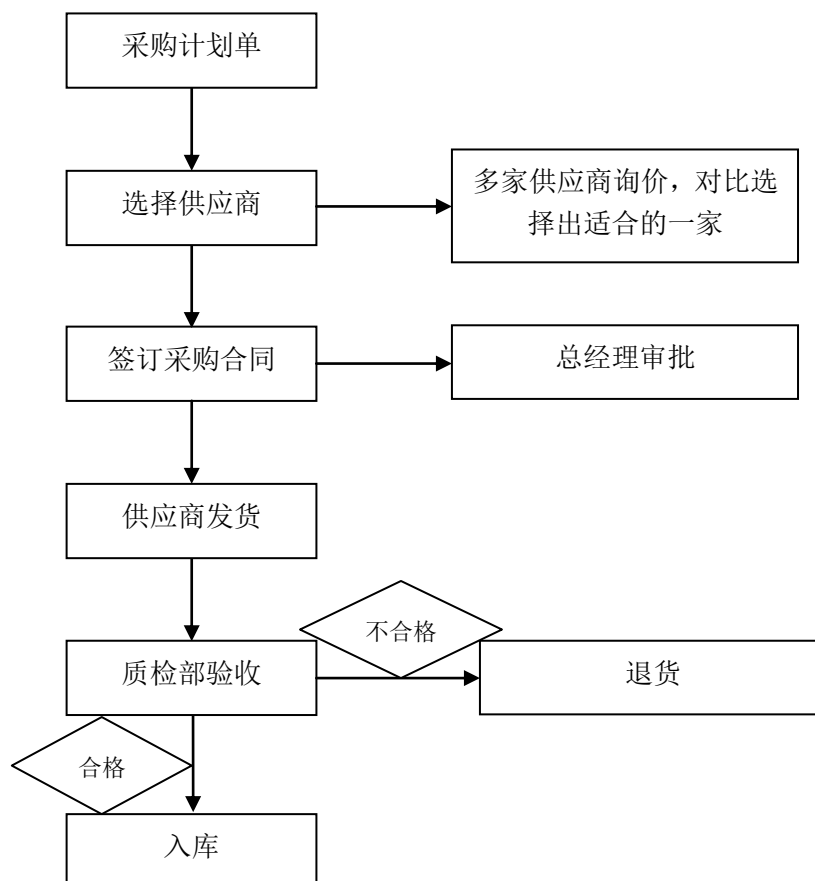 采购计划单
选择供应商
多家供应商询价，对比选
择出适合的一家
签订采购合同
总经理审批
供应商发货
不合格
质检部验收
退货
合格
入库